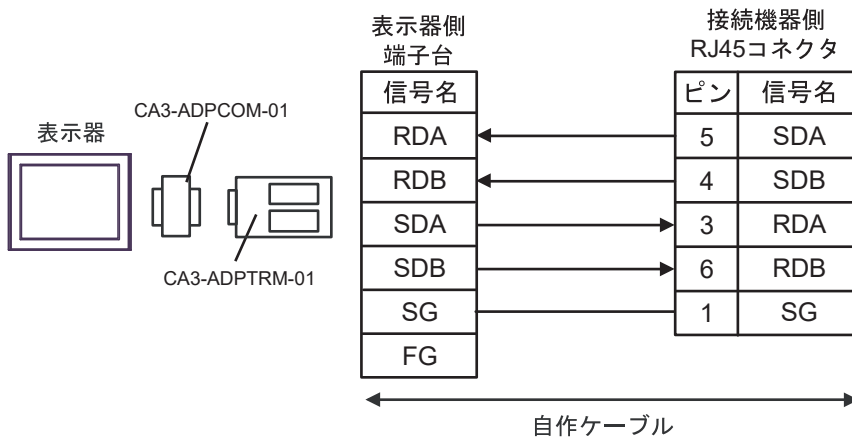 表示器
CA3-ADPCOM-01
CA3-ADPTRM-01
表示器側
端子台
信号名
RDA
RDB
SDA
SDB
SG
FG
接続機器側
RJ45コネクタ
ピン 信号名
5 SDA
4 SDB
3 RDA
6 RDB
1 SG
自作ケーブル